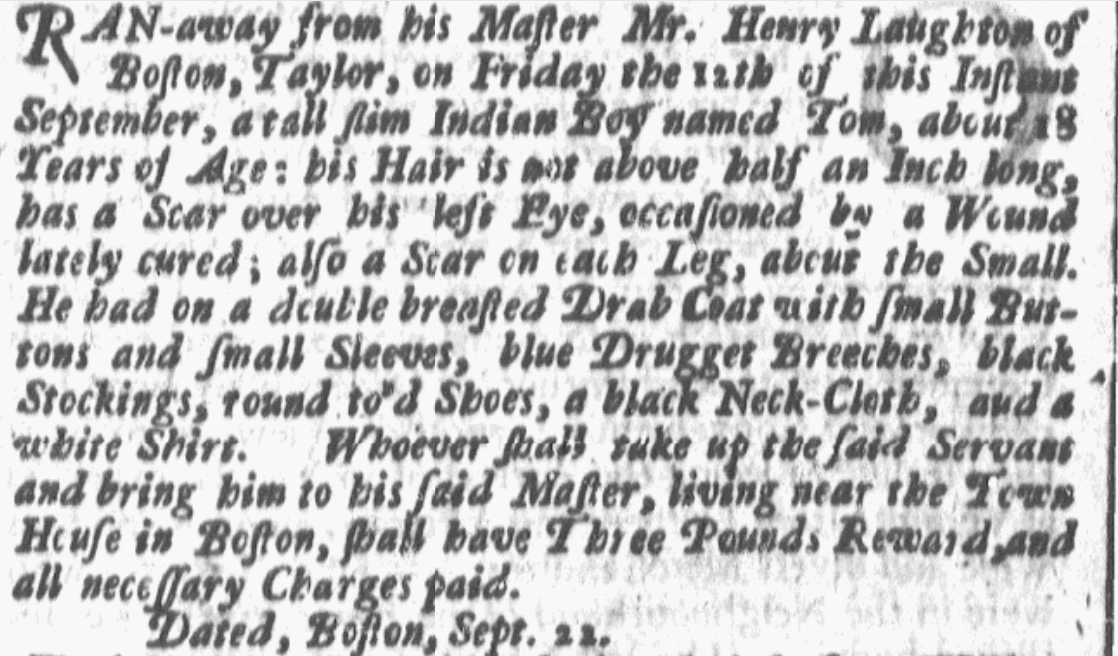 RAN-away from his Maſter Mr. Henry Laughton of
Boſton, Taylor, on Friday the 12th of this Inſtant
September, a tall ſlim Indian Boy named Tom, about 18
Years of Age: his Hair is not above half an Inch long,
has a Scar over his left Eye, occaſioned by a Wound
lately cured; alſo a Scar on each Leg, about the Small.
He had on a double breaſted Drab Coat with ſmall But-
tons and ſmall Sleeves, blue Drugget Breeches, black
Stockings, round to'd Shoes, a black Neck-Cloth, aud a
white Shirt. Whoever ſhall take up the ſaid Servant
and bring him to his ſaid Maſter, living near the Town
Houſe in Boſton, ſhall have Three Pounds Reward, and
all neceſſary Charges paid.
Dated, Boſton, Sept. 22.